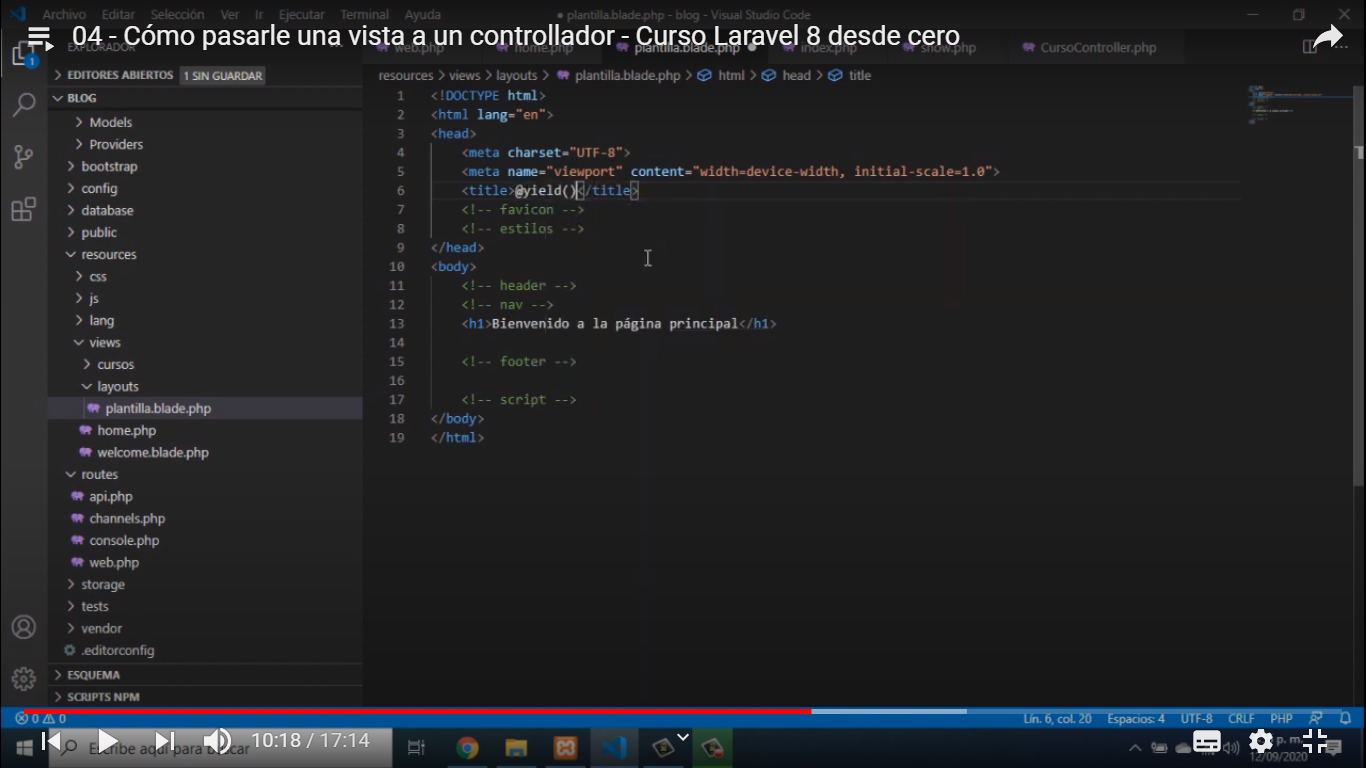 Archivo Editar Selección Ver Ir Ejecutar Terminal Ayuda
● plantilla.blade.php - blog - Visual Studio Code
04 - Cómo pasarle una vista a un controlador - Curso Laravel 8 desde cero
EXPLORADOR
web.php home.php plantilla.blade.php index.php show.php CursoController.php
EDITORES ABIERTOS 1 SIN GUARDAR
resources > views > layouts > plantilla.blade.php > html > head > title
BLOG
Models
Providers
bootstrap
config
database
public
resources
css
js
lang
views
cursos
layouts
plantilla.blade.php
home.php
welcome.blade.php
routes
api.php
channels.php
console.php
web.php
storage
tests
vendor
.editorconfig
ESQUEMA
SCRIPTS NPM
1 <!DOCTYPE html>
2 <html lang="en">
3 <head>
4 <meta charset="UTF-8">
5 <meta name="viewport" content="width=device-width, initial-scale=1.0">
6 <title>@yield()</title>
7 <!-- favicon -->
8 <!-- estilos -->
9 </head>
10 <body>
11 <!-- header -->
12 <!-- nav -->
13 <h1>Bienvenido a la página principal</h1>
14
15 <!-- footer -->
16
17 <!-- script -->
18 </body>
19 </html>
1
0 0
Lín. 6, col. 20 Espacios: 4 UTF-8 CRLF PHP
Escribe aquí para buscar
10:18 / 17:14
p. m.
12/09/2020